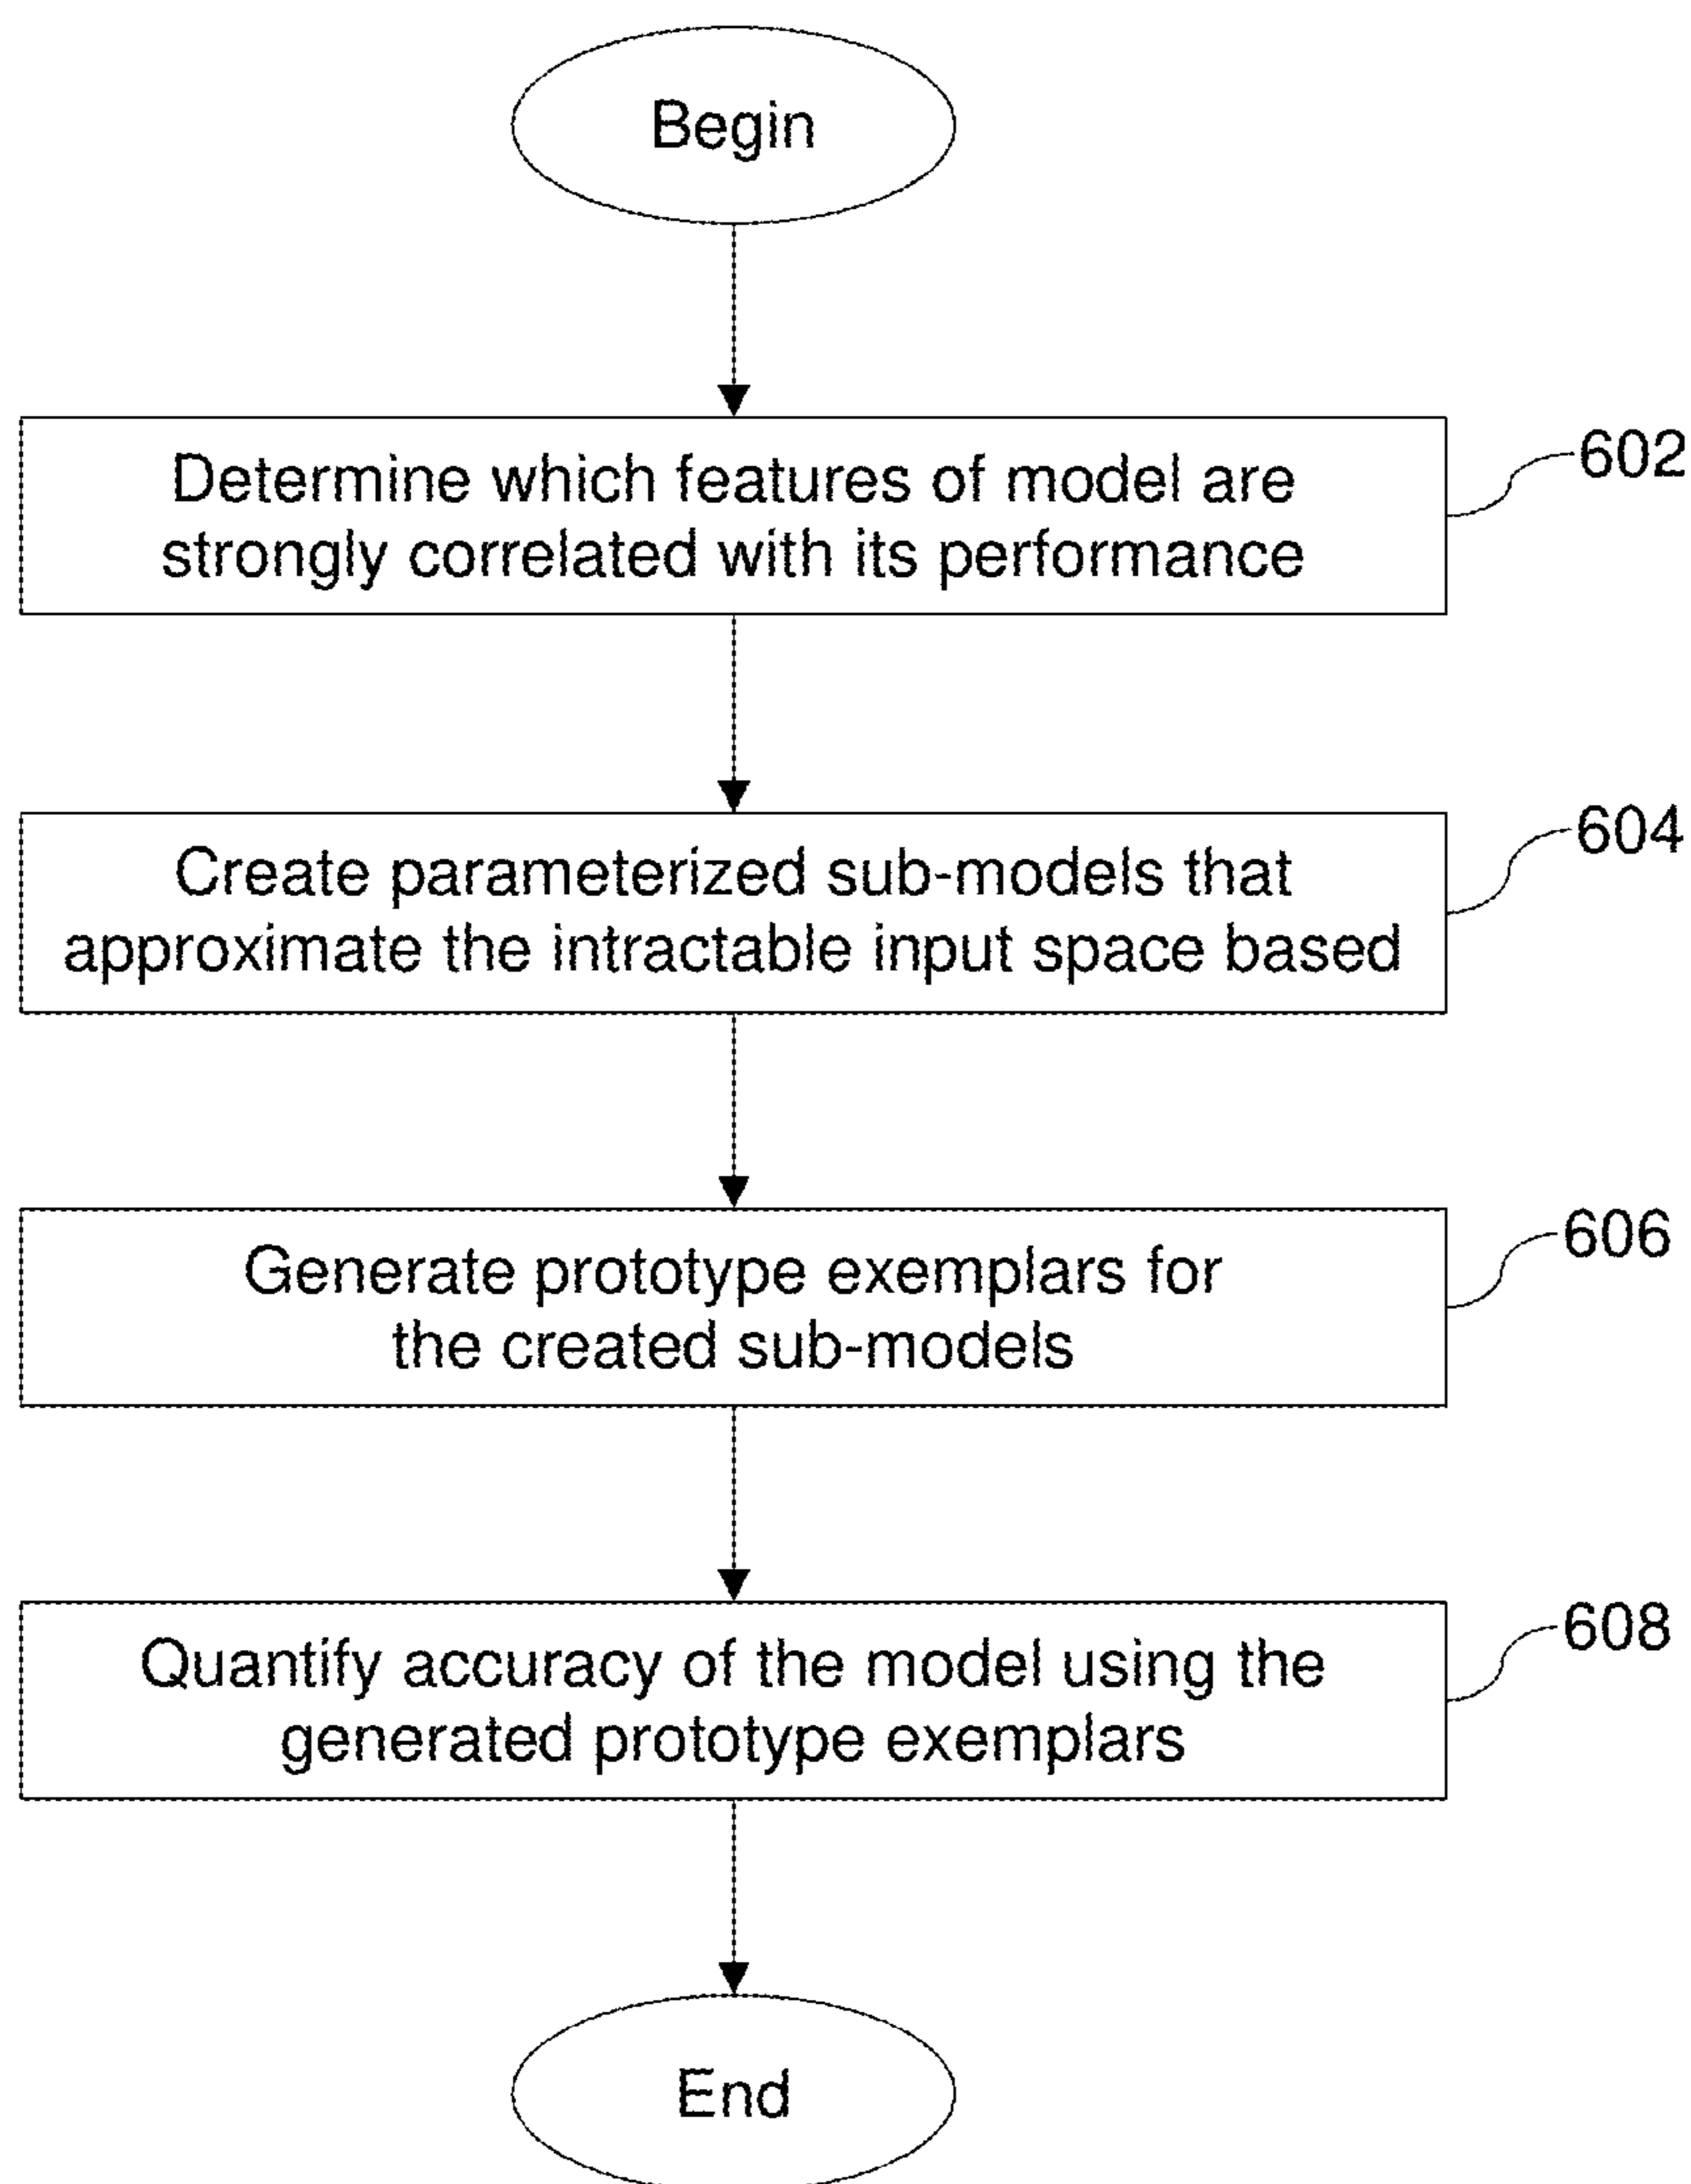 Begin
Determine which features of model are
strongly correlated with its performance
602
Create parameterized sub-models that
approximate the intractable input space based
604
Generate prototype exemplars for
the created sub-models
606
Quantify accuracy of the model using the
generated prototype exemplars
608
End